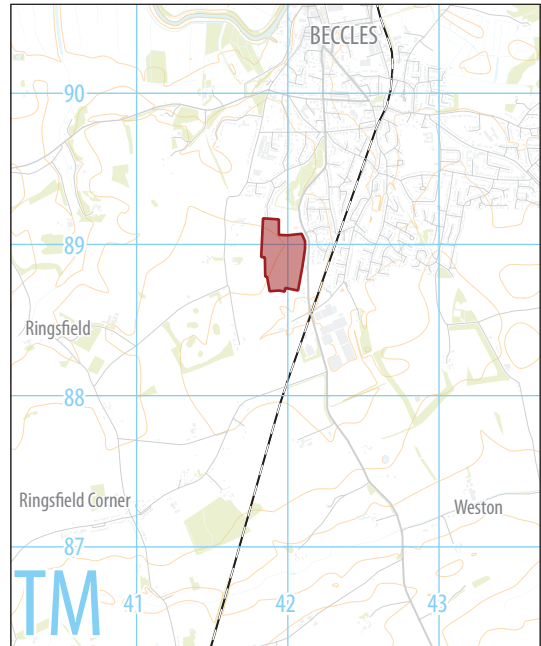 BECCLES
90
89
Ringsfield
88
Ringsfield Corner
Weston
87
TM
41
42
43